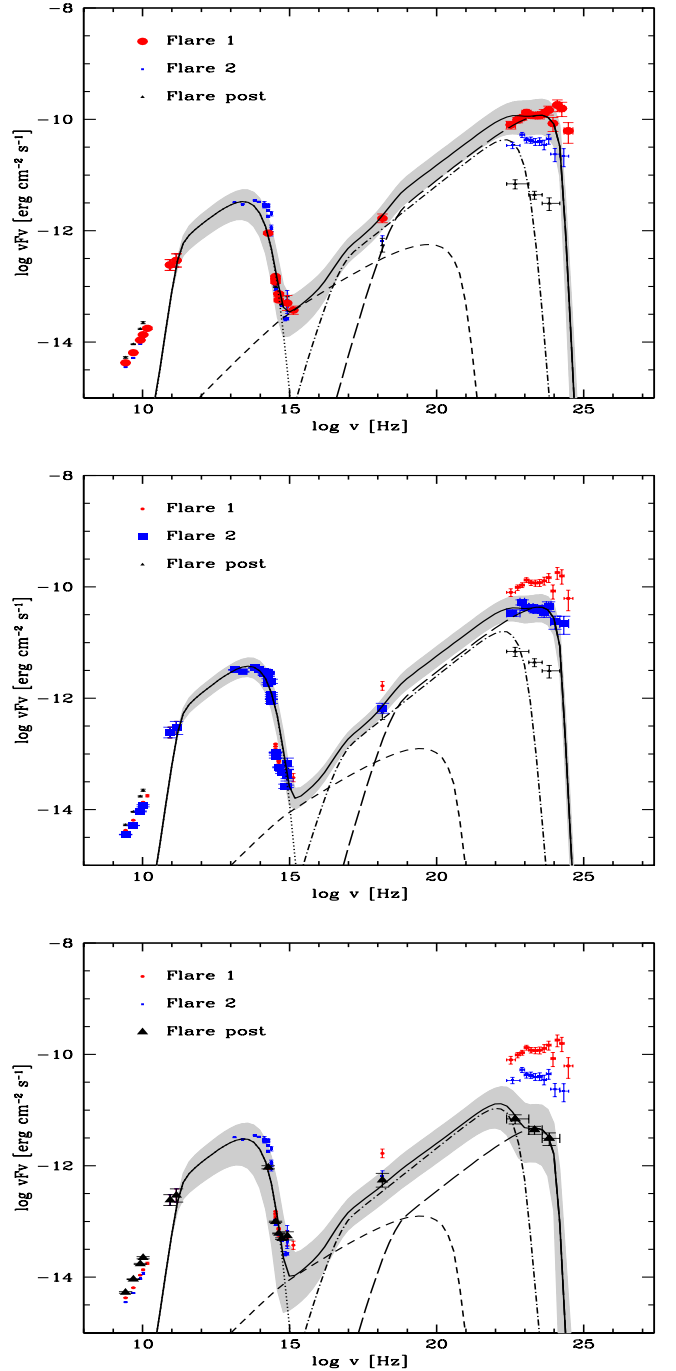 −8
Flare 1
Flare 2
Flare post
−10
−12
−14
log νFν [erg cm⁻² s⁻¹]
10 15 20 25
log ν [Hz]
−8
Flare 1
Flare 2
Flare post
−10
−12
−14
log νFν [erg cm⁻² s⁻¹]
10 15 20 25
log ν [Hz]
−8
Flare 1
Flare 2
Flare post
−10
−12
−14
log νFν [erg cm⁻² s⁻¹]
10 15 20 25
log ν [Hz]